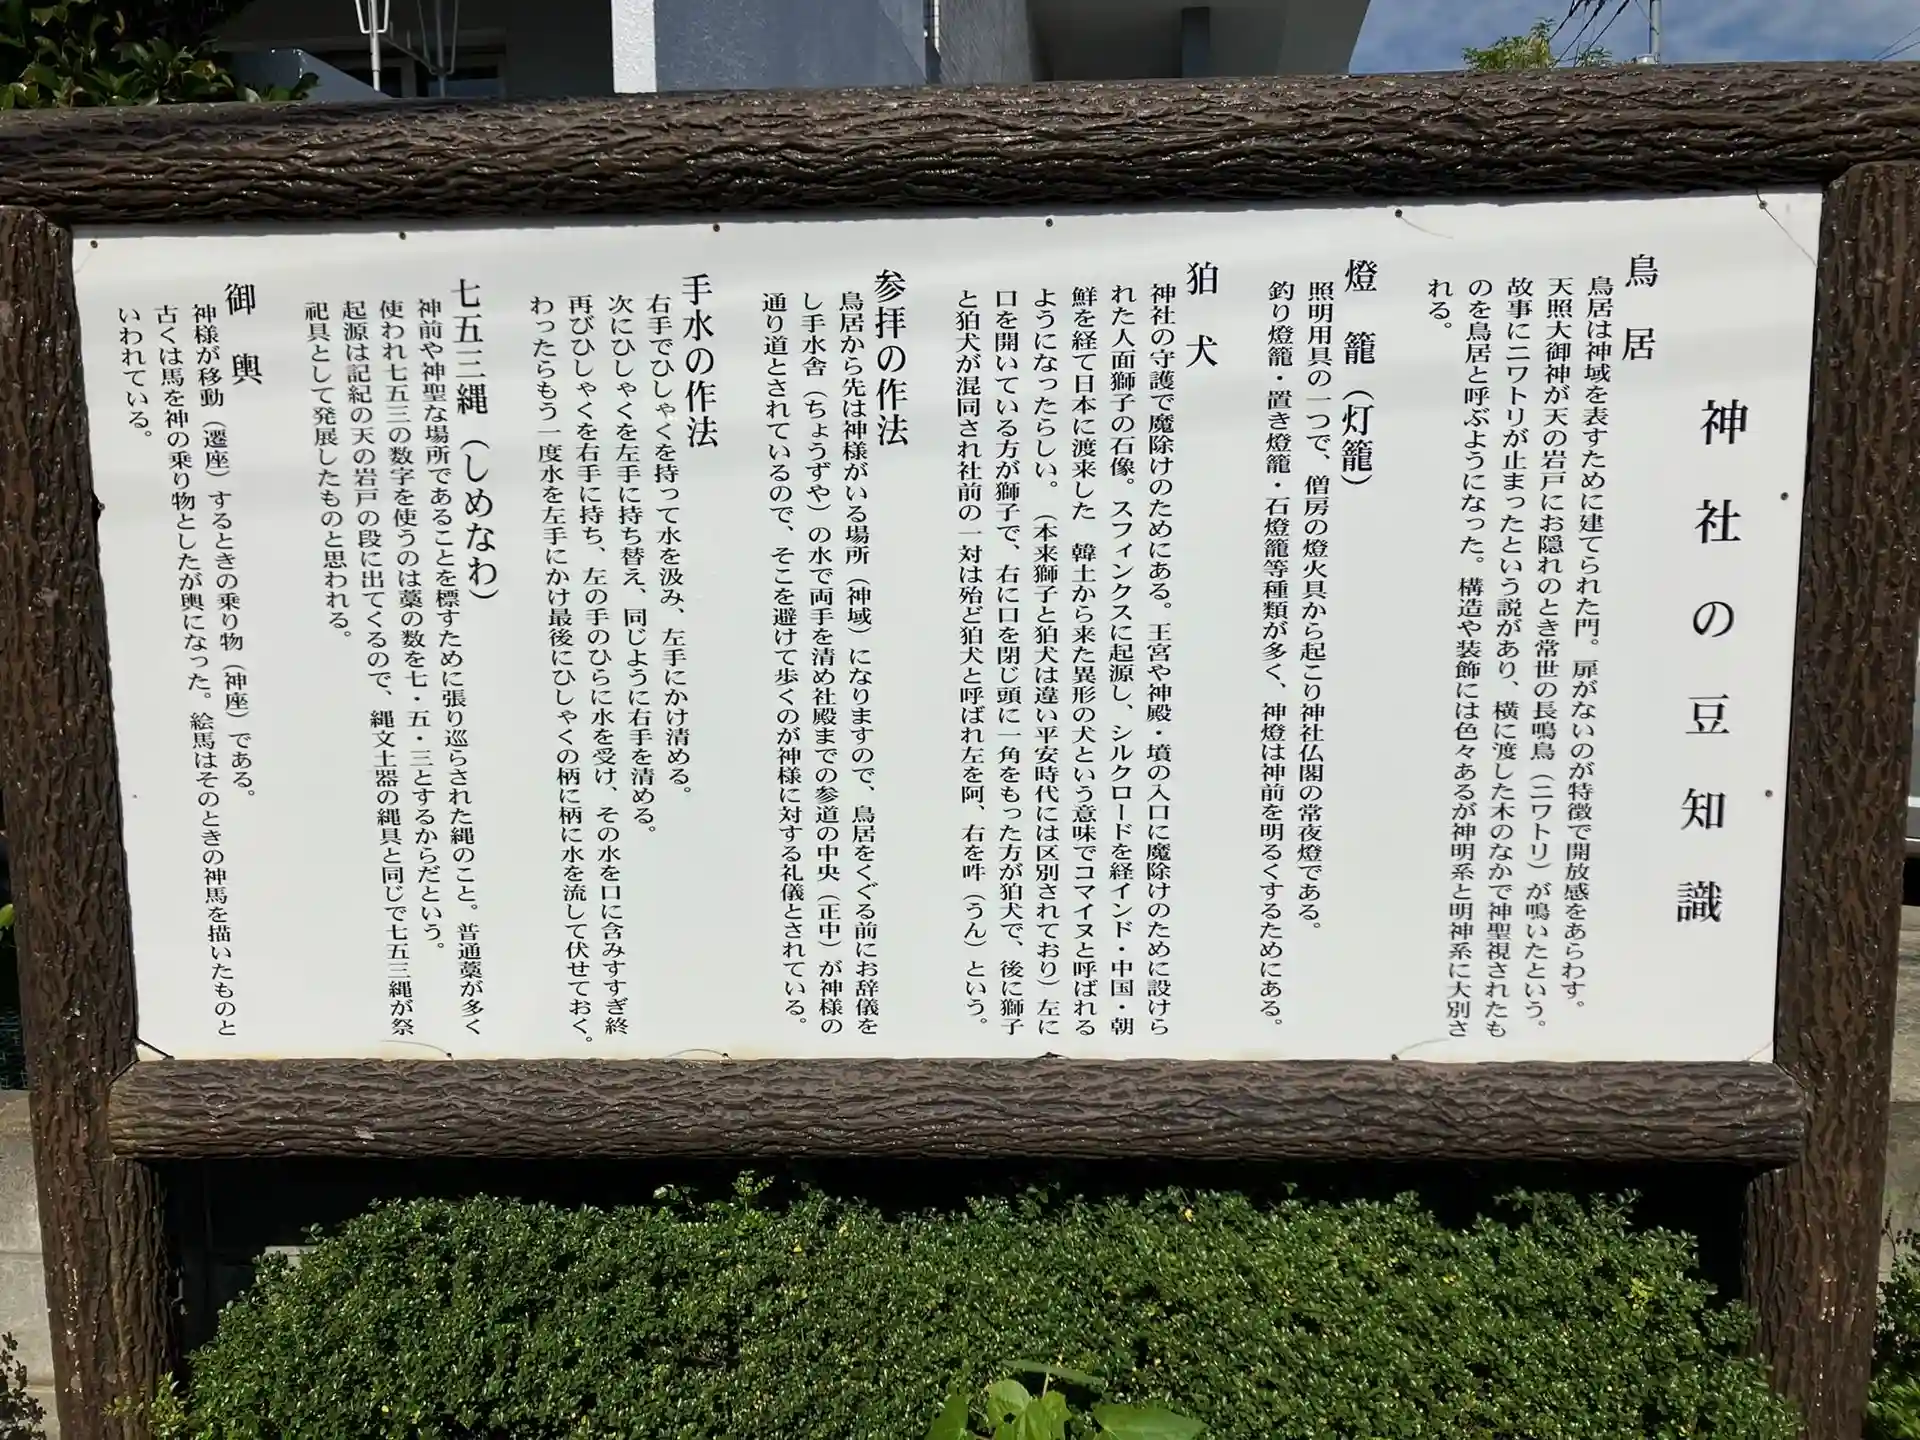 神社の豆知識
鳥居
鳥居は神域を表すために建てられた門。扉がないのが特徴で開放感をあらわす。
天照大御神が天の岩戸にお隠れのとき常世の長鳴鳥（ニワトリ）が鳴いたという。
故事にニワトリが止まったという説があり、横に渡した木のなかで神聖視されたも
のを鳥居と呼ぶようになった。構造や装飾には色々あるが神明系と明神系に大別さ
れる。
燈籠（灯籠）
照明用具の一つで、僧房の燈火具から起こり神社仏閣の常夜燈である。
釣り燈籠・置き燈籠・石燈籠等種類が多く、神燈は神前を明るくするためにある。
狛犬
神社の守護で魔除けのためにある。王宮や神殿・墳の入口に魔除けのために設けら
れた人面獅子の石像。スフィンクスに起源し、シルクロードを経インド・中国・朝
鮮を経て日本に渡来した　韓土から来た異形の犬という意味でコマイヌと呼ばれる
ようになったらしい。（本来獅子と狛犬は違い平安時代には区別されており）左に
口を開いている方が獅子で、右に口を閉じ頭に一角をもった方が狛犬で、後に獅子
と狛犬が混同され社前の一対は殆ど狛犬と呼ばれ左を阿、右を吽（うん）という。
参拝の作法
鳥居から先は神様がいる場所（神域）になりますので、鳥居をくぐる前にお辞儀を
し手水舎（ちょうずや）の水で両手を清め社殿までの参道の中央（正中）が神様の
通り道とされているので、そこを避けて歩くのが神様に対する礼儀とされている。
手水の作法
右手でひしゃくを持って水を汲み、左手にかけ清める。
次にひしゃくを左手に持ち替え、同じように右手を清める。
再びひしゃくを右手に持ち、左の手のひらに水を受け、その水を口に含みすすぎ終
わったらもう一度水を左手にかけ最後にひしゃくの柄に柄に水を流して伏せておく。
七五三縄（しめなわ）
神前や神聖な場所であることを標すために張り巡らされた縄のこと。普通藁が多く
使われ七五三の数字を使うのは藁の数を七・五・三とするからだという。
起源は記紀の天の岩戸の段に出てくるので、縄文土器の縄具と同じで七五三縄が祭
祀具として発展したものと思われる。
御輿
神様が移動（遷座）するときの乗り物（神座）である。
古くは馬を神の乗り物としたが輿になった。絵馬はそのときの神馬を描いたものと
いわれている。